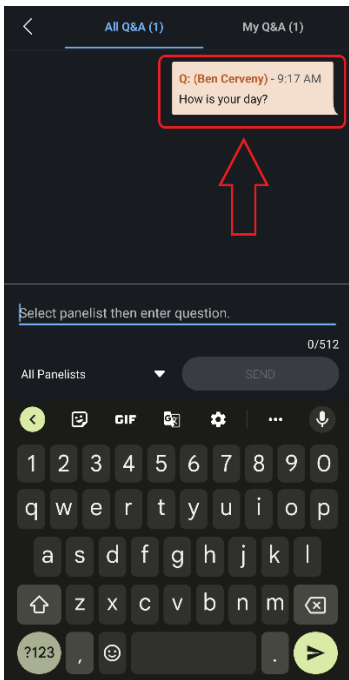 All Q&A (1) My Q&A (1)
Q: (Ben Cerveny) - 9:17 AM
How is your day?
Select panelist then enter question.
0/512
All Panelists SEND
GIF
1 2 3 4 5 6 7 8 9 0
q w e r t y u i o p
a s d f g h j k l
z x c v b n m
?123 , .